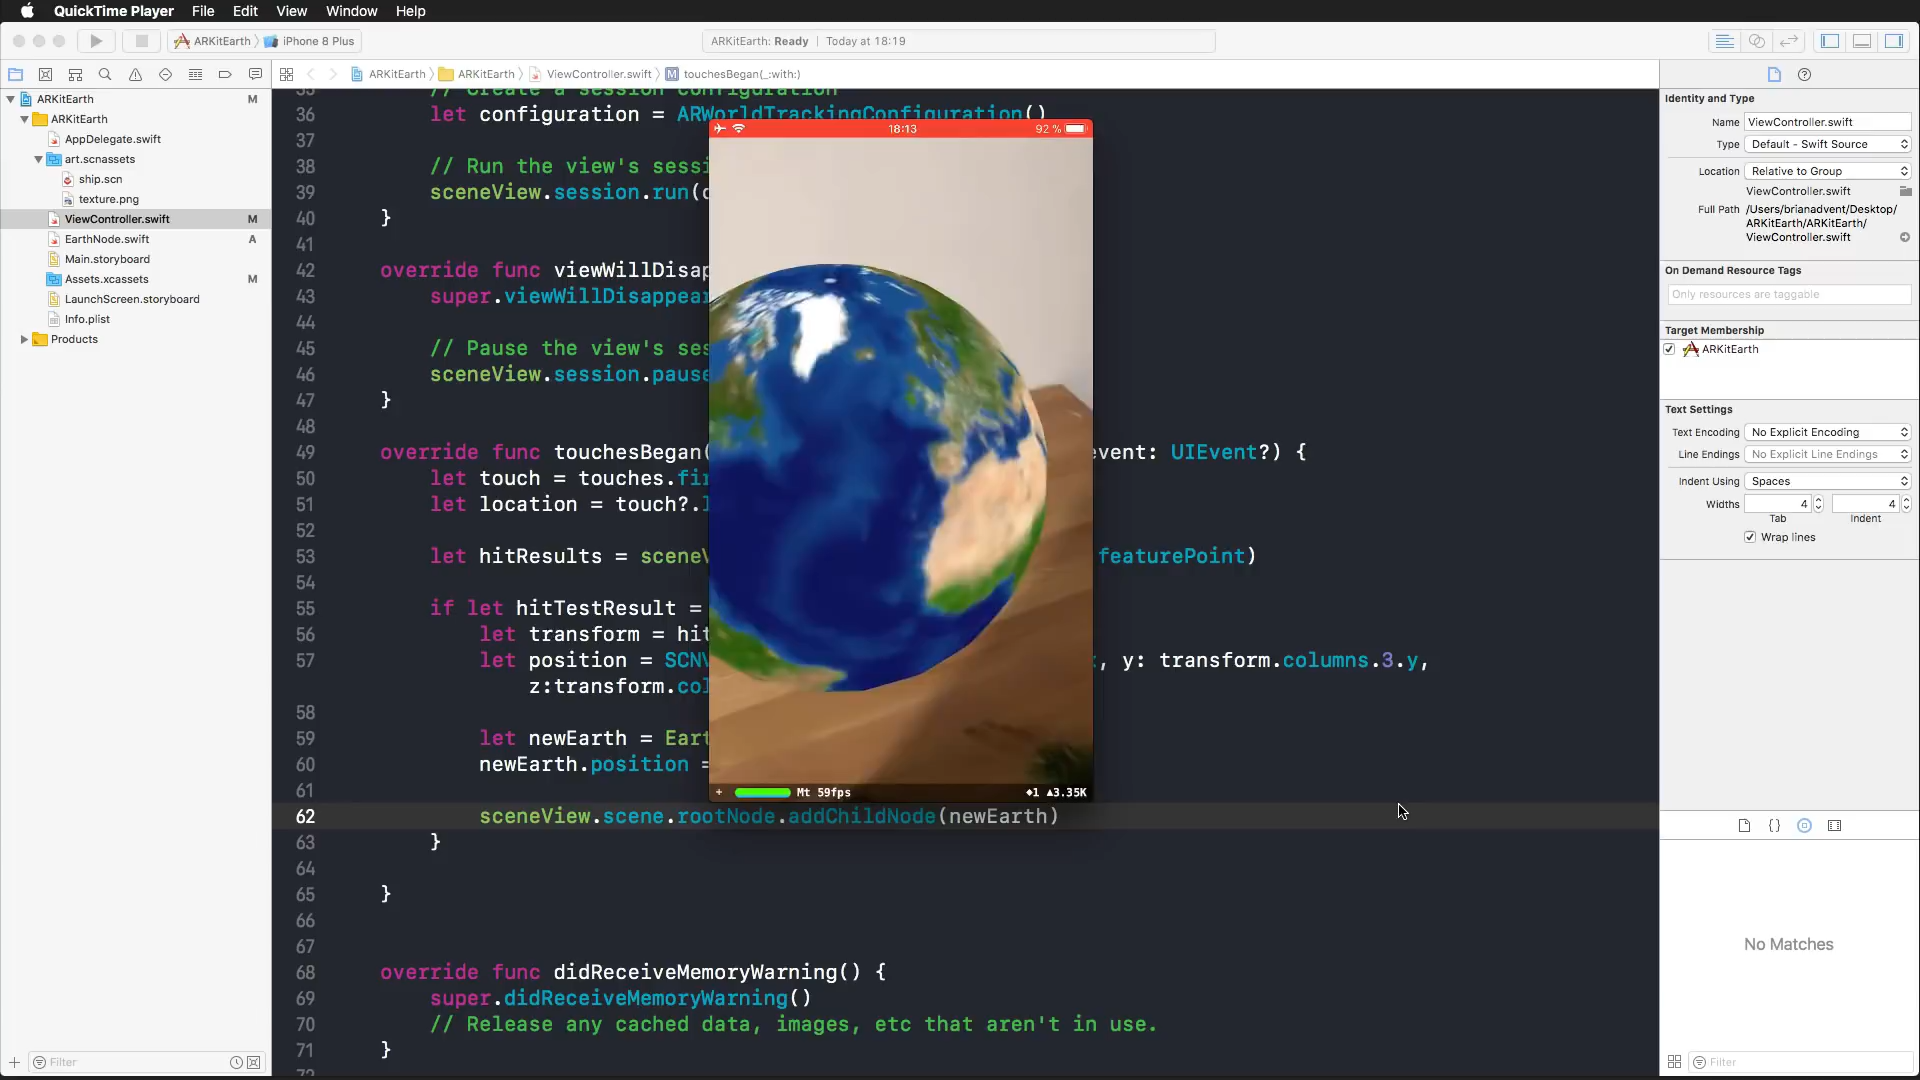 QuickTime Player File Edit View Window Help
ARKitEarth iPhone 8 Plus
ARKitEarth: Ready | Today at 18:19
ARKitEarth ARKitEarth ViewController.swift touchesBegan(_:with:)
ARKitEarth M
ARKitEarth
AppDelegate.swift
art.scnassets
ship.scn
texture.png
ViewController.swift M
EarthNode.swift A
Main.storyboard
Assets.xcassets M
LaunchScreen.storyboard
Info.plist
Products
Filter
35 // Create a session configuration
36 let configuration = ARWorldTrackingConfiguration()
37
38 // Run the view's sessi
39 sceneView.session.run(c
40 }
41
42 override func viewWillDisap
43 super.viewWillDisappear
44
45 // Pause the view's ses
46 sceneView.session.pause
47 }
48
49 override func touchesBegan( event: UIEvent?) {
50 let touch = touches.fir
51 let location = touch?.l
52
53 let hitResults = sceneV featurePoint)
54
55 if let hitTestResult =
56 let transform = hit
57 let position = SCNV , y: transform.columns.3.y,
z:transform.col
58
59 let newEarth = Eart
60 newEarth.position =
61
62 sceneView.scene.rootNode.addChildNode(newEarth)
63 }
64
65 }
66
67
68 override func didReceiveMemoryWarning() {
69 super.didReceiveMemoryWarning()
70 // Release any cached data, images, etc that aren't in use.
71 }
72
18:13 92 %
+ Mt 59fps ♦1 ▲3.35K
Identity and Type
Name ViewController.swift
Type Default - Swift Source
Location Relative to Group
ViewController.swift
Full Path /Users/brianadvent/Desktop/
ARKitEarth/ARKitEarth/
ViewController.swift
On Demand Resource Tags
Only resources are taggable
Target Membership
ARKitEarth
Text Settings
Text Encoding No Explicit Encoding
Line Endings No Explicit Line Endings
Indent Using Spaces
Widths 4 4
Tab Indent
Wrap lines
No Matches
Filter